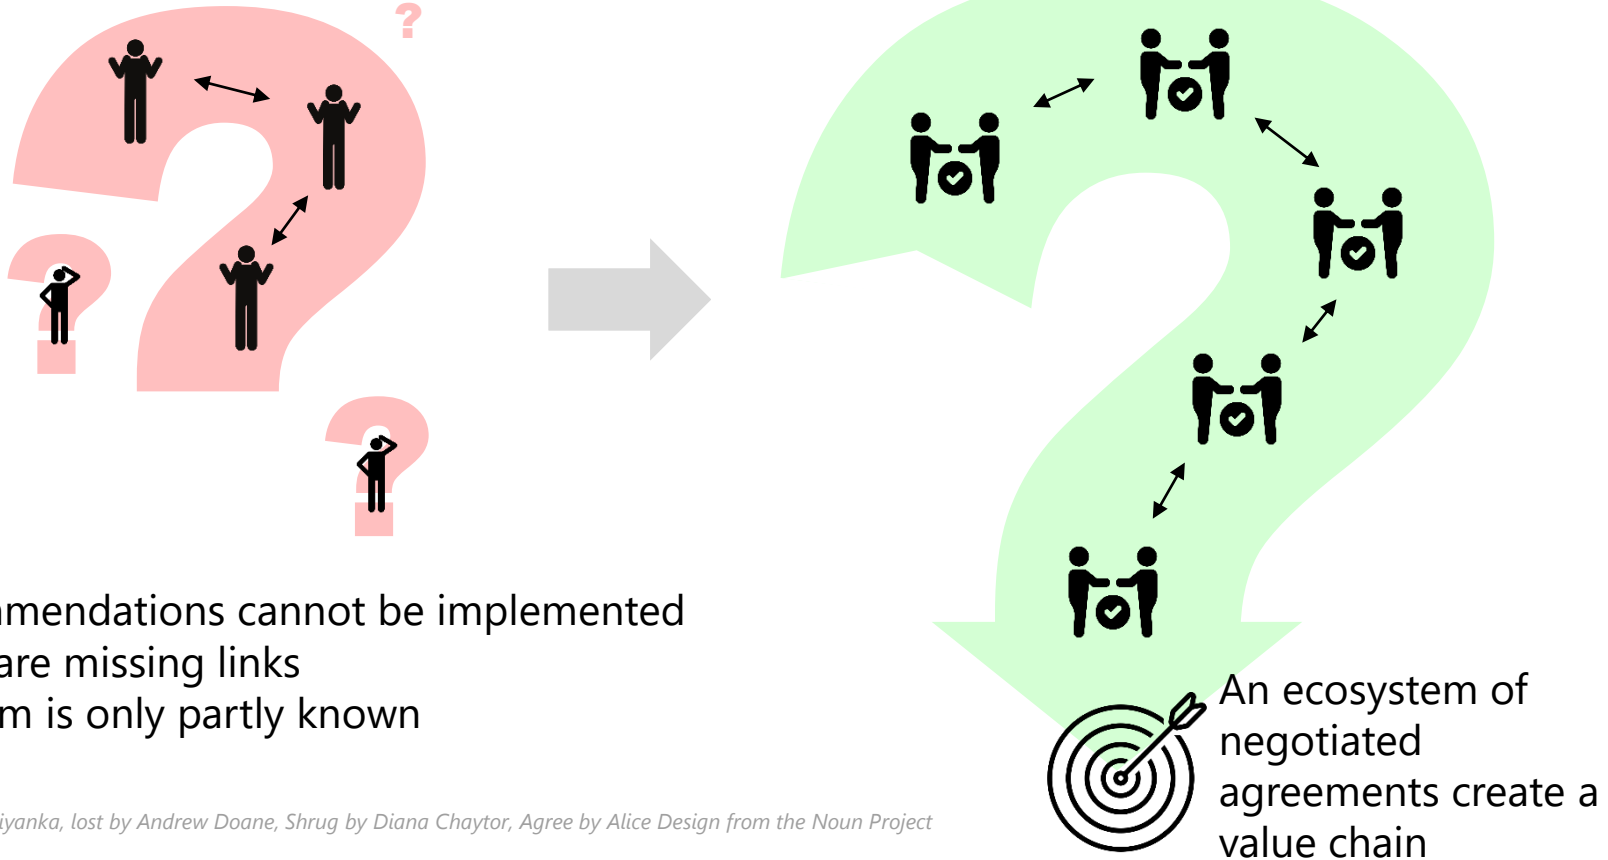 ?
mmendations cannot be implemented
are missing links
m is only partly known
An ecosystem of
negotiated
agreements create a
value chain
iyanka, lost by Andrew Doane, Shrug by Diana Chaytor, Agree by Alice Design from the Noun Project